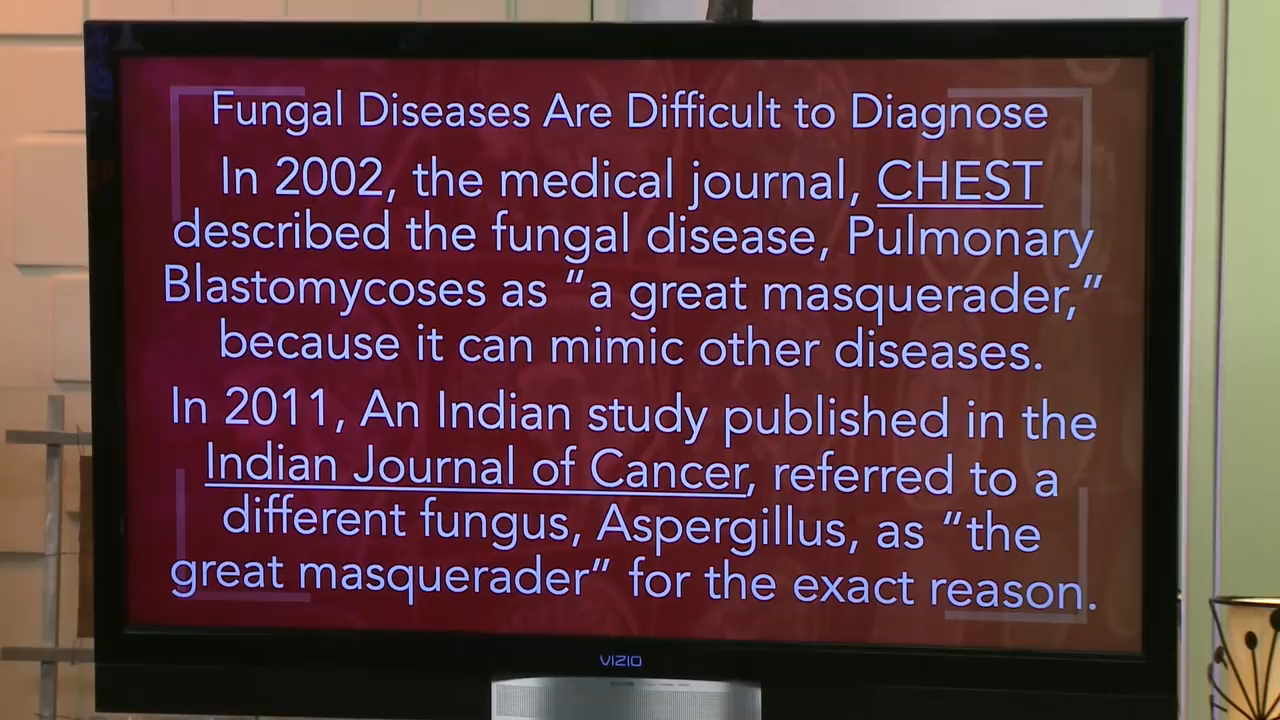 Fungal Diseases Are Difficult to Diagnose
In 2002, the medical journal, CHEST
described the fungal disease, Pulmonary
Blastomycoses as “a great masquerader,”
because it can mimic other diseases.
In 2011, An Indian study published in the
Indian Journal of Cancer, referred to a
different fungus, Aspergillus, as “the
great masquerader” for the exact reason.
VIZIO